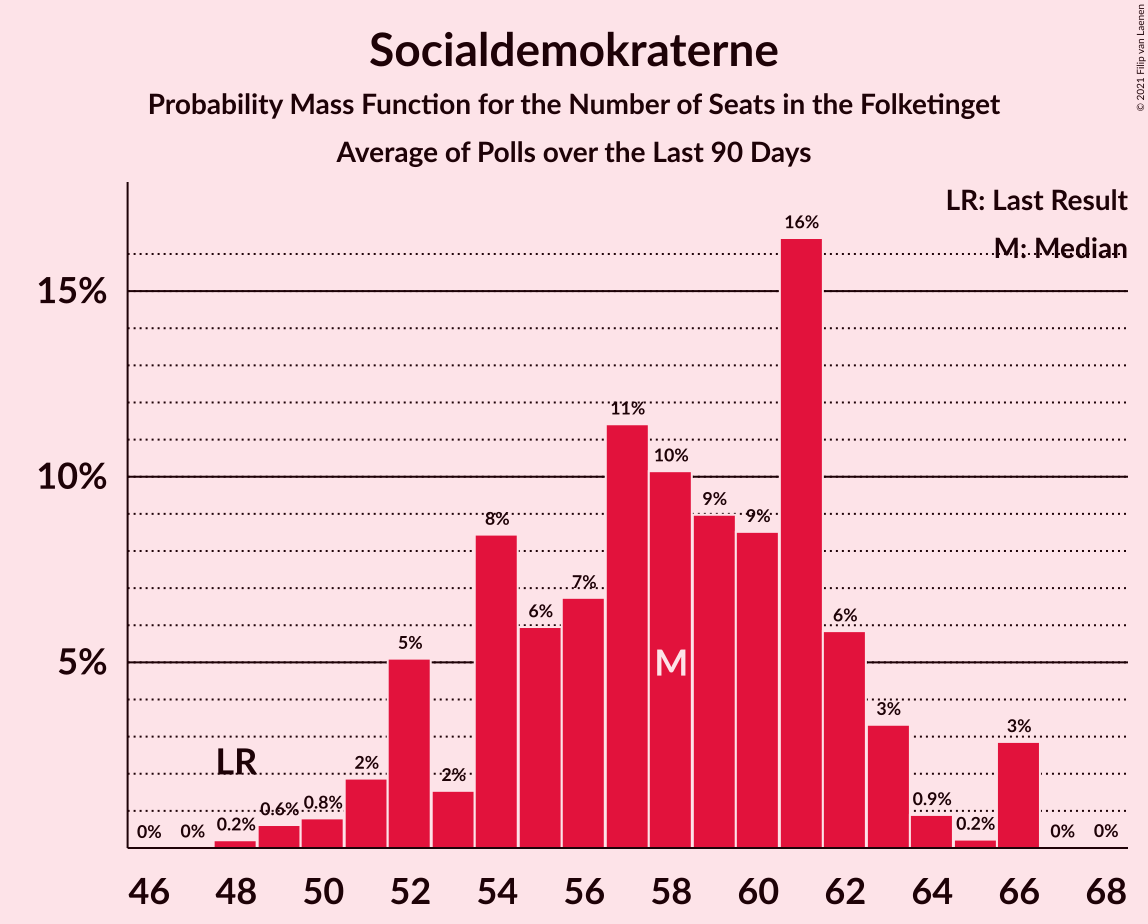 Socialdemokraterne
Probability Mass Function for the Number of Seats in the Folketinget
Average of Polls over the Last 90 Days
© 2021 Filip van Laenen
LR: Last Result
M: Median
15%
10%
5%
0%
0%
0.2%
0.6%
0.8%
2%
5%
2%
8%
6%
7%
11%
10%
9%
9%
16%
6%
3%
0.9%
0.2%
3%
0%
0%
LR
M
46 48 50 52 54 56 58 60 62 64 66 68